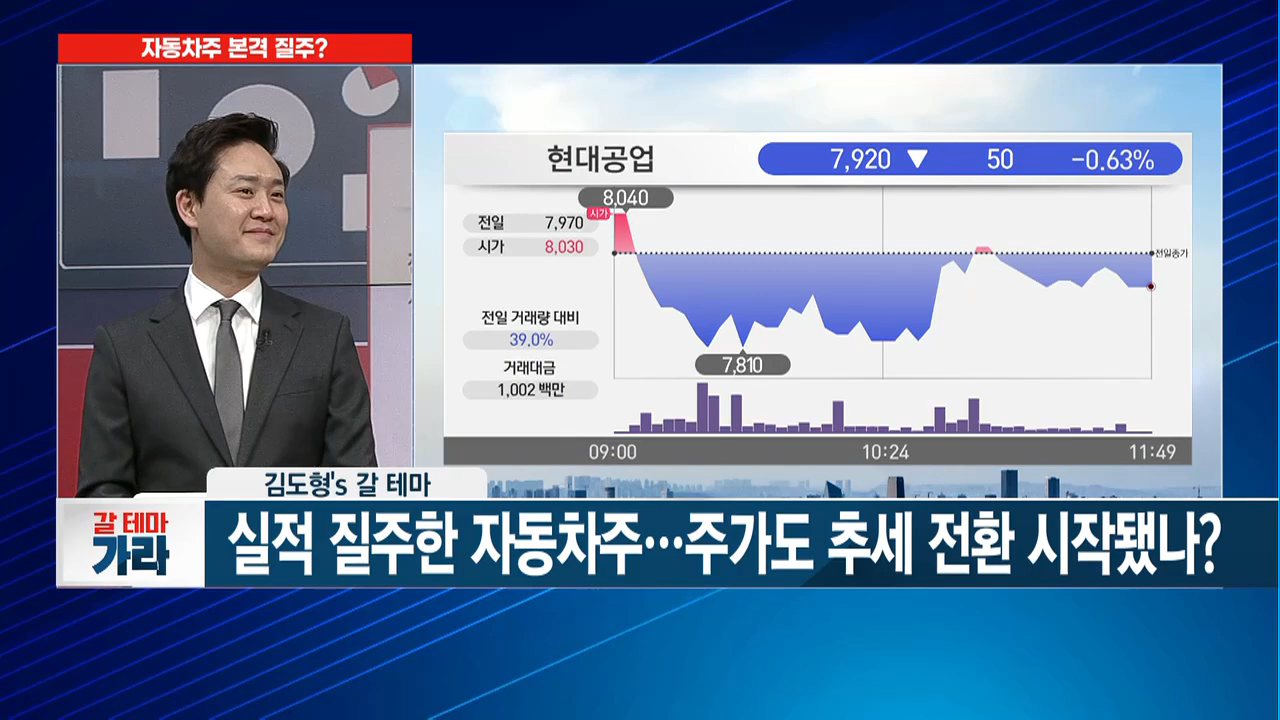 자동차주 본격 질주?
현대공업
7,920 ▼ 50 -0.63%
8,040
시가
전일 7,970
시가 8,030
전일종가
전일 거래량 대비
39.0%
거래대금
1,002 백만
7,810
09:00 10:24 11:49
김도형's 갈 테마
갈 테마
가라
실적 질주한 자동차주…주가도 추세 전환 시작됐나?